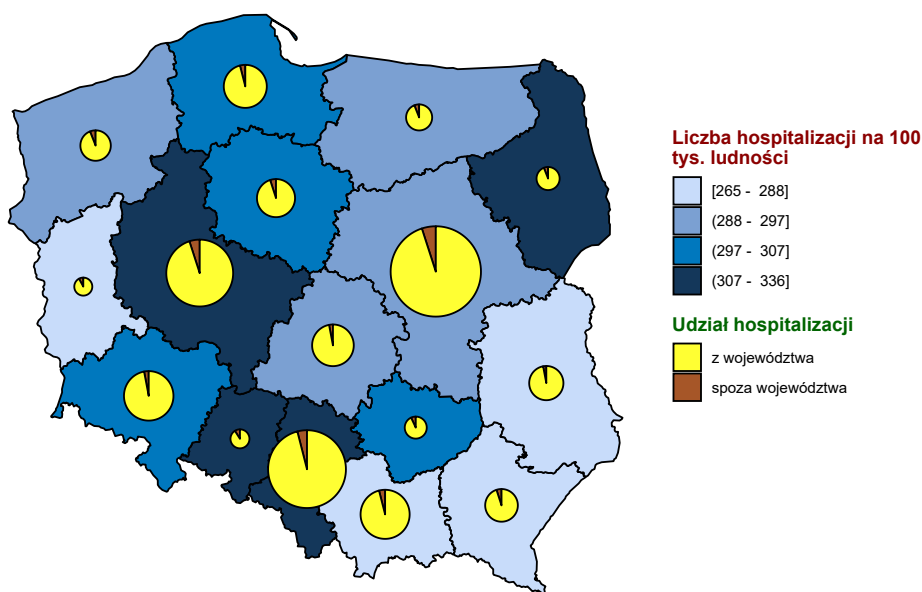 Liczba hospitalizacji na 100
tys. ludności
[265 - 288]
(288 - 297]
(297 - 307]
(307 - 336]
Udział hospitalizacji
z województwa
spoza województwa